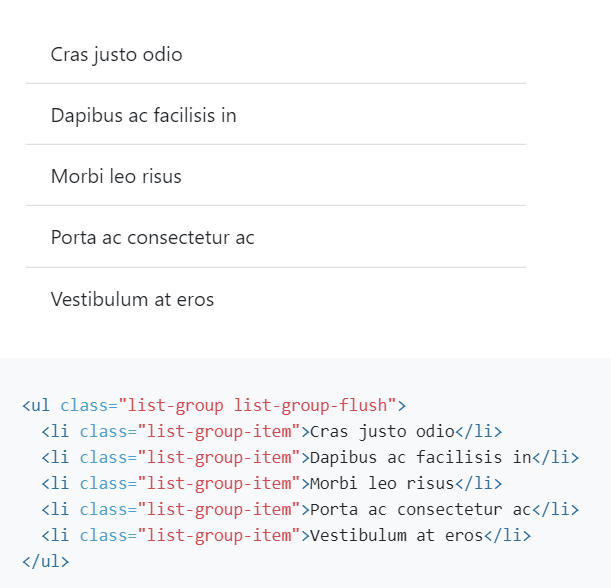 Cras justo odio
Dapibus ac facilisis in
Morbi leo risus
Porta ac consectetur ac
Vestibulum at eros
<ul class="list-group list-group-flush">
  <li class="list-group-item">Cras justo odio</li>
  <li class="list-group-item">Dapibus ac facilisis in</li>
  <li class="list-group-item">Morbi leo risus</li>
  <li class="list-group-item">Porta ac consectetur ac</li>
  <li class="list-group-item">Vestibulum at eros</li>
</ul>